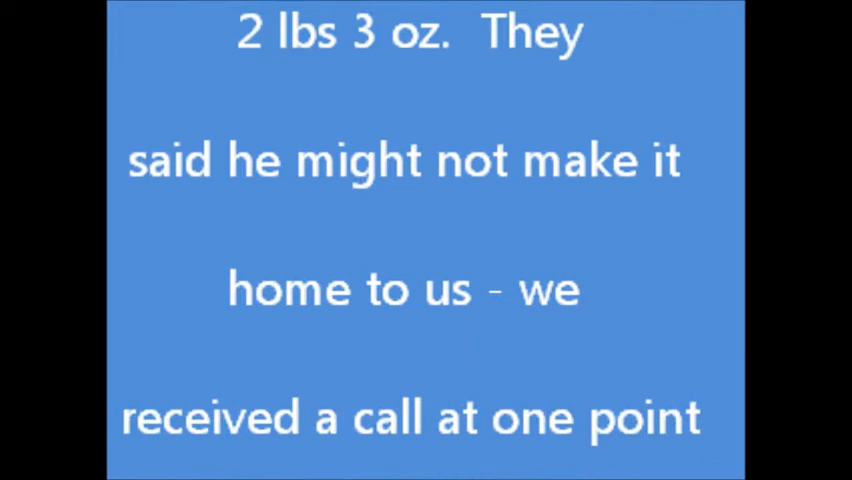 2 lbs 3 oz.  They
said he might not make it
home to us - we
received a call at one point